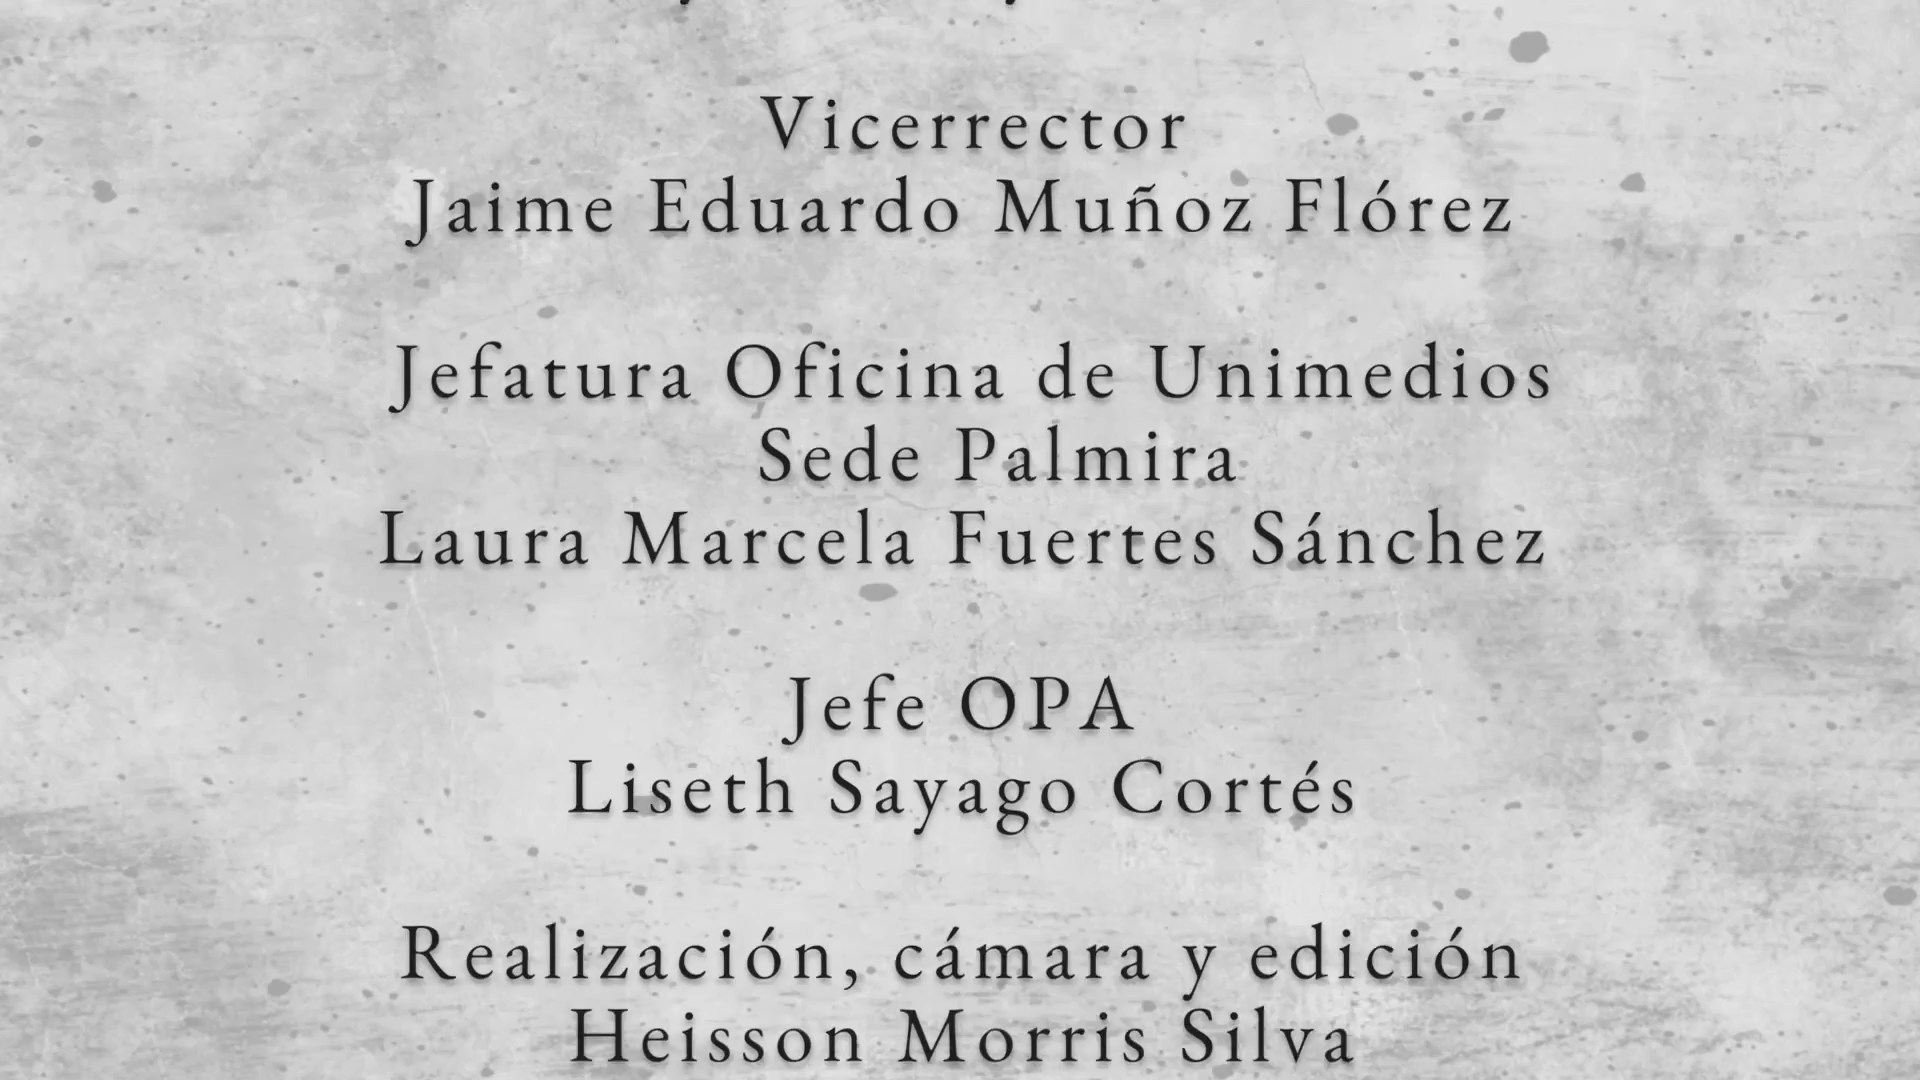 Vicerrector
Jaime Eduardo Muñoz Flórez
Jefatura Oficina de Unimedios
Sede Palmira
Laura Marcela Fuertes Sánchez
Jefe OPA
Liseth Sayago Cortés
Realización, cámara y edición
Heisson Morris Silva